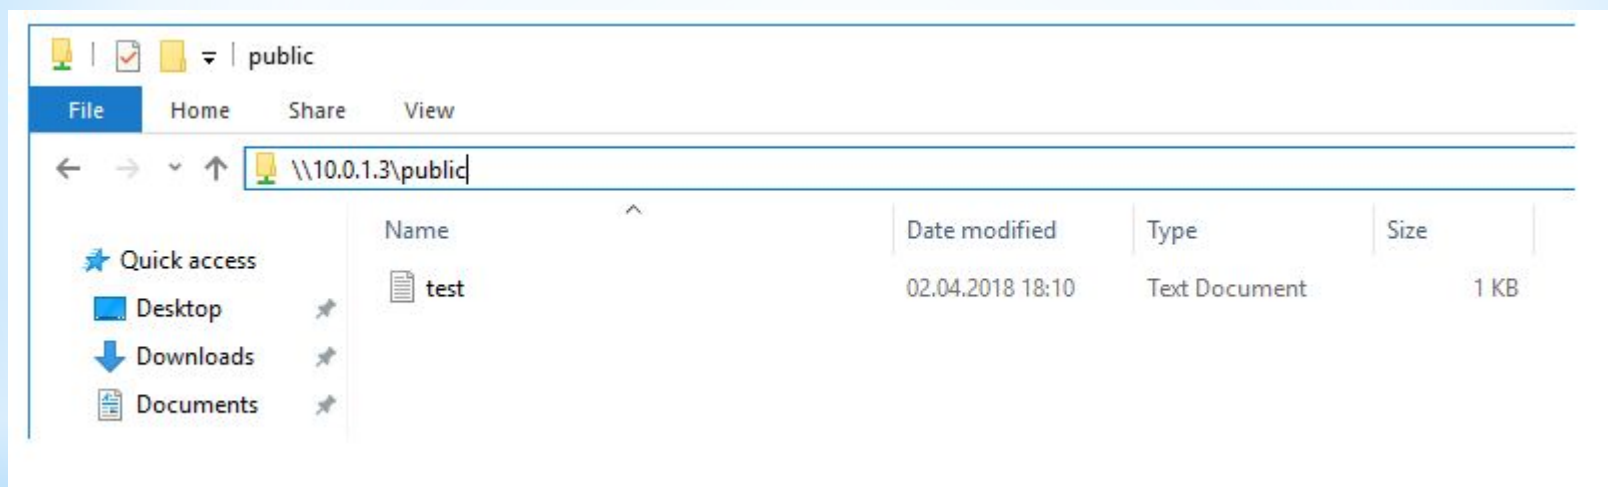 public
File Home Share View
\\10.0.1.3\public
Name Date modified Type Size
Quick access
test 02.04.2018 18:10 Text Document 1 KB
Desktop
Downloads
Documents